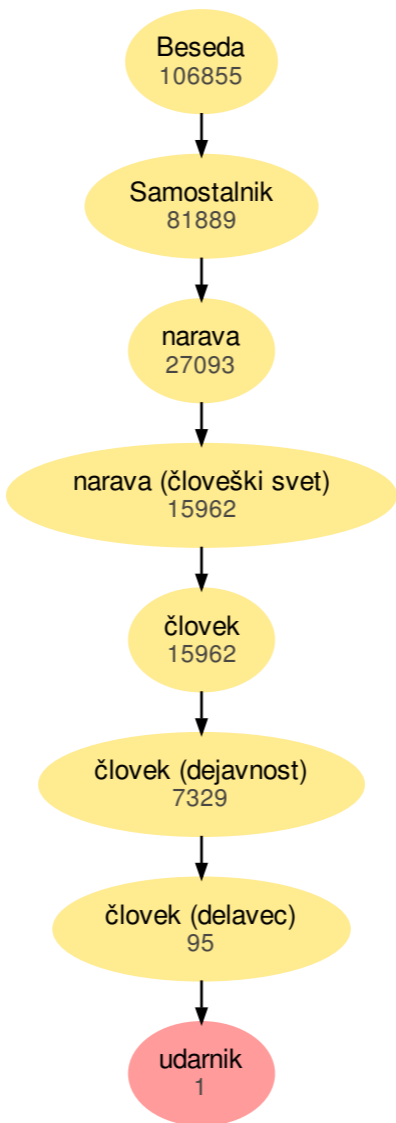 Beseda
106855
Samostalnik
81889
narava
27093
narava (človeški svet)
15962
človek
15962
človek (dejavnost)
7329
človek (delavec)
95
udarnik
1